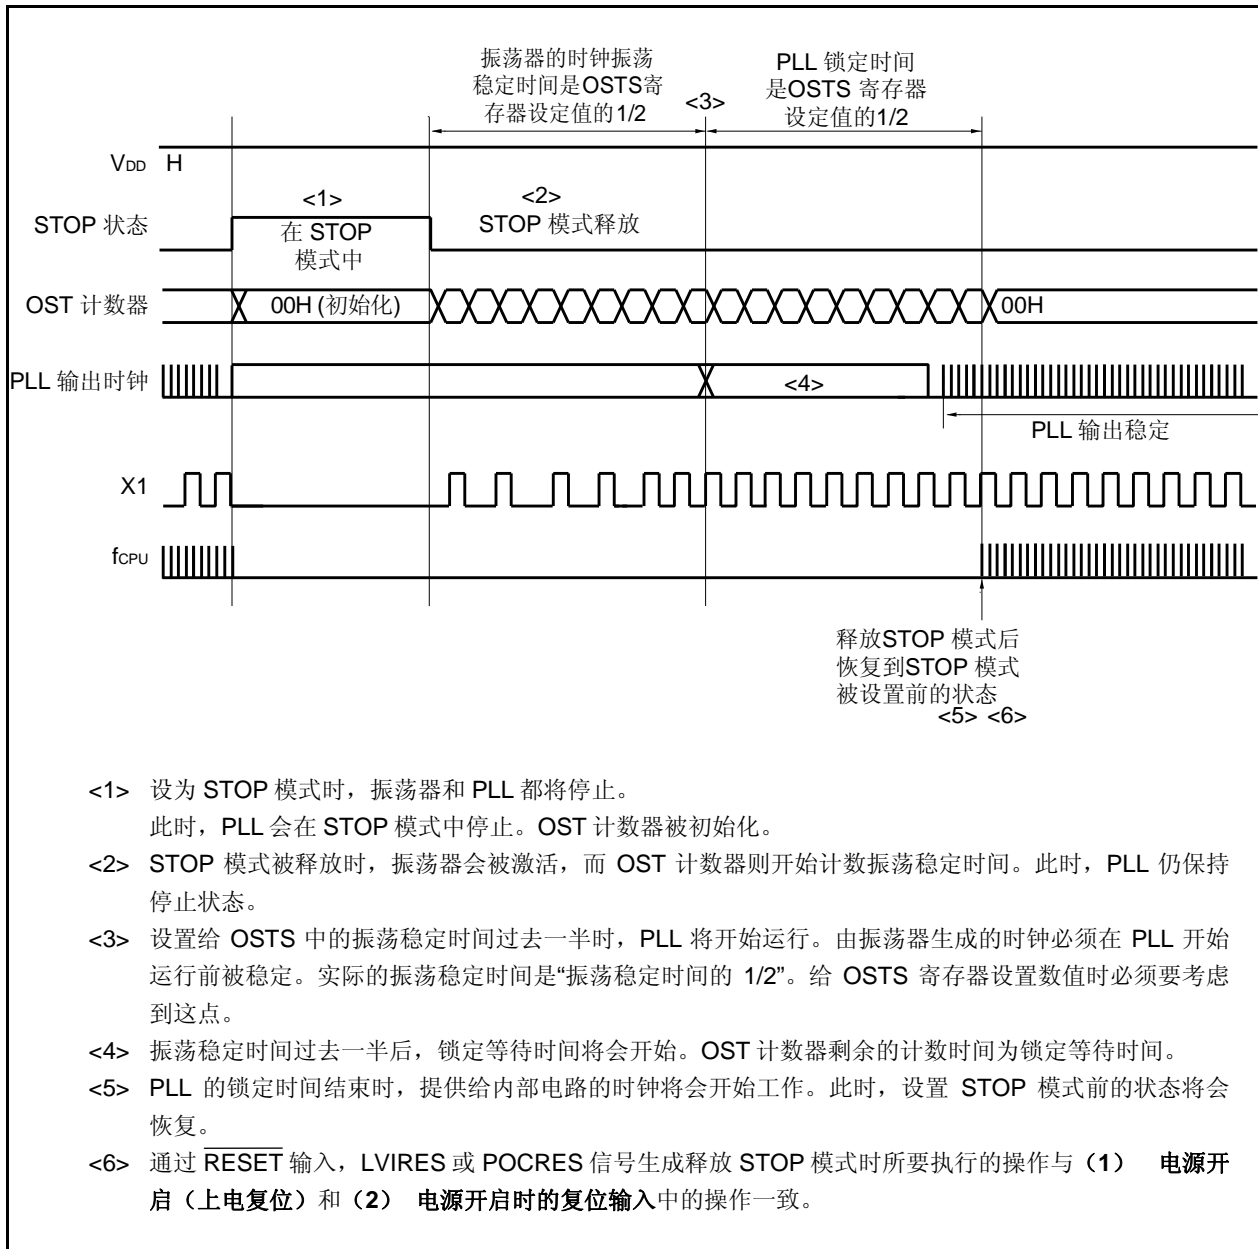 振荡器的时钟振荡
稳定时间是OSTS寄
存器设定值的1/2
<3>
PLL 锁定时间
是OSTS 寄存器
设定值的1/2
VDD H
STOP 状态
<1>
在 STOP
模式中
<2>
STOP 模式释放
OST 计数器
00H (初始化)
00H
PLL 输出时钟
<4>
PLL 输出稳定
X1
fCPU
释放STOP 模式后
恢复到STOP 模式
被设置前的状态
<5> <6>
<1> 设为 STOP 模式时，振荡器和 PLL 都将停止。
此时，PLL 会在 STOP 模式中停止。OST 计数器被初始化。
<2> STOP 模式被释放时，振荡器会被激活，而 OST 计数器则开始计数振荡稳定时间。此时，PLL 仍保持
停止状态。
<3> 设置给 OSTS 中的振荡稳定时间过去一半时，PLL 将开始运行。由振荡器生成的时钟必须在 PLL 开始
运行前被稳定。实际的振荡稳定时间是“振荡稳定时间的 1/2”。给 OSTS 寄存器设置数值时必须要考虑
到这点。
<4> 振荡稳定时间过去一半后，锁定等待时间将会开始。OST 计数器剩余的计数时间为锁定等待时间。
<5> PLL 的锁定时间结束时，提供给内部电路的时钟将会开始工作。此时，设置 STOP 模式前的状态将会
恢复。
<6> 通过 RESET 输入，LVIRES 或 POCRES 信号生成释放 STOP 模式时所要执行的操作与（1） 电源开
启（上电复位）和（2） 电源开启时的复位输入中的操作一致。